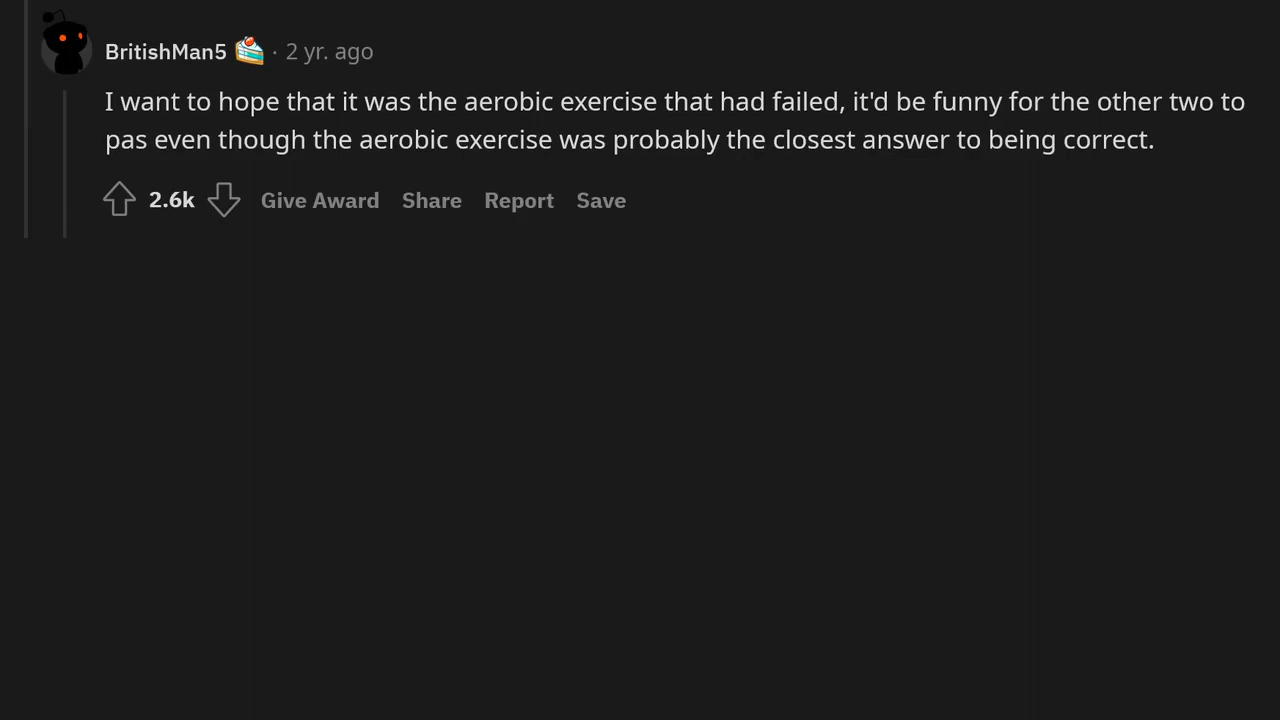 BritishMan5 · 2 yr. ago
I want to hope that it was the aerobic exercise that had failed, it'd be funny for the other two to
pas even though the aerobic exercise was probably the closest answer to being correct.
2.6k Give Award Share Report Save